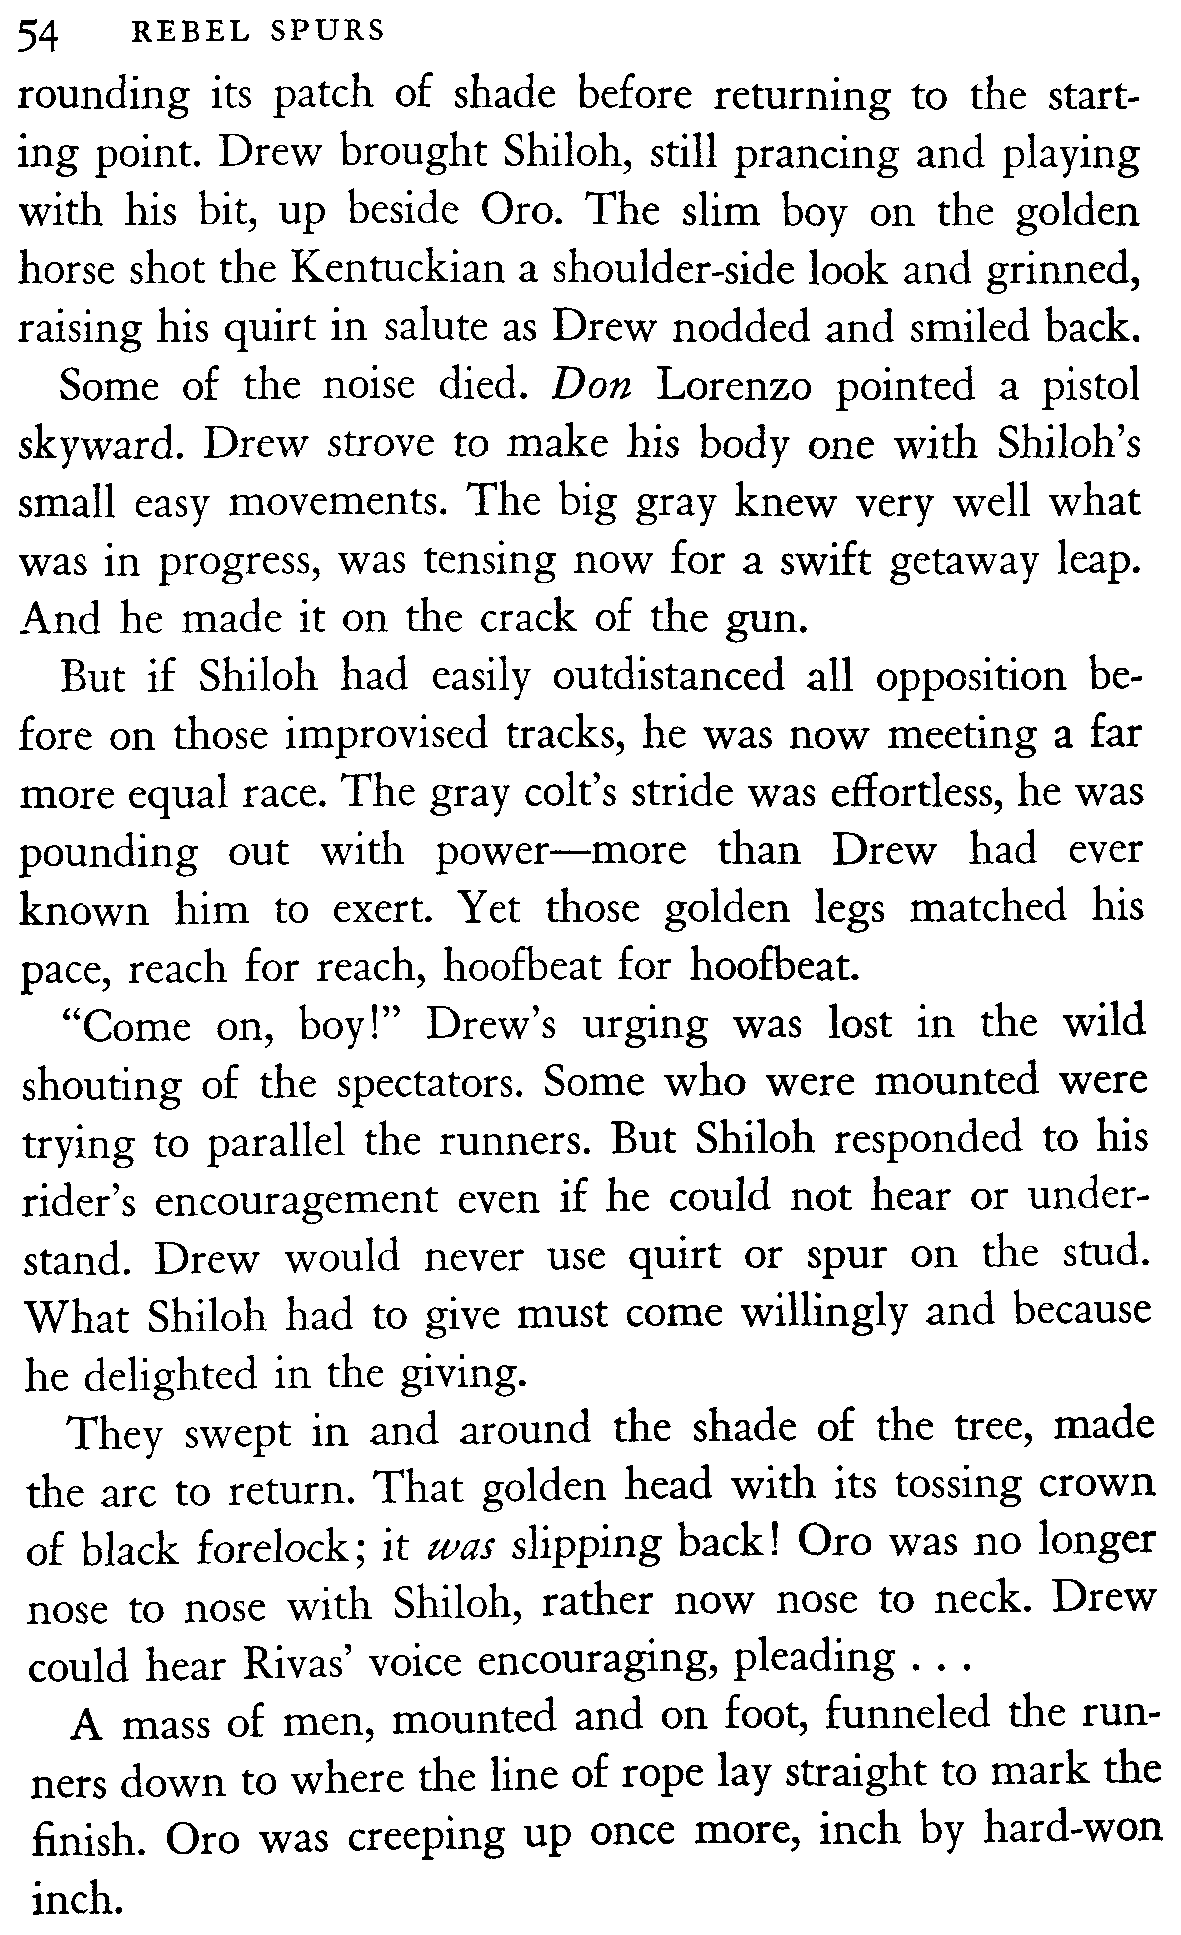 54 REBEL SPURS
rounding its patch of shade before returning to the start-
ing point. Drew brought Shiloh, still prancing and playing
with his bit, up beside Oro. The slim boy on the golden
horse shot the Kentuckian a shoulder-side look and grinned,
raising his quirt in salute as Drew nodded and smiled back.
Some of the noise died. Don Lorenzo pointed a pistol
skyward. Drew strove to make his body one with Shiloh's
small easy movements. The big gray knew very well what
was in progress, was tensing now for a swift getaway leap.
And he made it on the crack of the gun.
But if Shiloh had easily outdistanced all opposition be-
fore on those improvised tracks, he was now meeting a far
more equal race. The gray colt's stride was effortless, he was
pounding out with power—more than Drew had ever
known him to exert. Yet those golden legs matched his
pace, reach for reach, hoofbeat for hoofbeat.
“Come on, boy!” Drew's urging was lost in the wild
shouting of the spectators. Some who were mounted were
trying to parallel the runners. But Shiloh responded to his
rider's encouragement even if he could not hear or under-
stand. Drew would never use quirt or spur on the stud.
What Shiloh had to give must come willingly and because
he delighted in the giving.
They swept in and around the shade of the tree, made
the arc to return. That golden head with its tossing crown
of black forelock; it was slipping back! Oro was no longer
nose to nose with Shiloh, rather now nose to neck. Drew
could hear Rivas' voice encouraging, pleading . . .
A mass of men, mounted and on foot, funneled the run-
ners down to where the line of rope lay straight to mark the
finish. Oro was creeping up once more, inch by hard-won
inch.